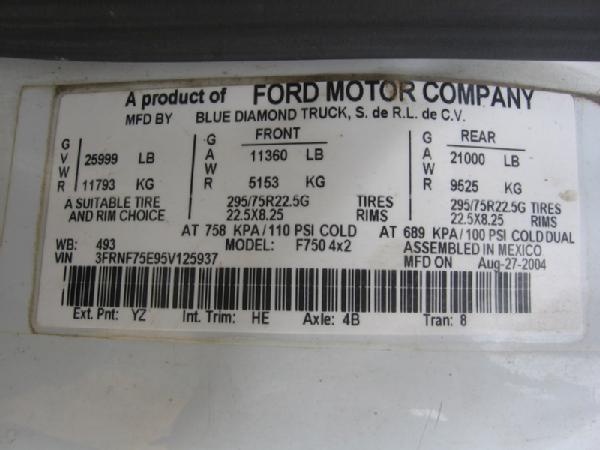 A product of FORD MOTOR COMPANY
MFD BY BLUE DIAMOND TRUCK, S. de R.L. de C.V.
GVWR GAWR FRONT GAWR REAR
25999 LB 11360 LB 21000 LB
11793 KG 5153 KG 9525 KG
A SUITABLE TIRE 295/75R22.5G TIRES 295/75R22.5G TIRES
AND RIM CHOICE 22.5X8.25 RIMS 22.5X8.25 RIMS
AT 758 KPA/110 PSI COLD AT 689 KPA/100 PSI COLD DUAL
WB: 493 MODEL: F750 4x2 ASSEMBLED IN MEXICO
VIN 3FRNF75E95V125937 MFD ON Aug-27-2004
Ext. Pnt: YZ Int. Trim: HE Axle: 4B Tran: 8